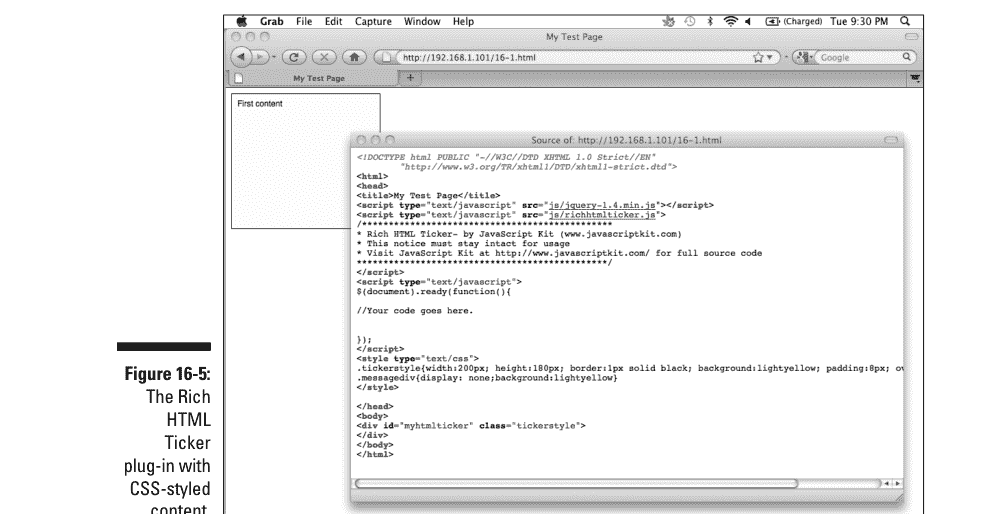 Grab File Edit Capture Window Help (Charged) Tue 9:30 PM
My Test Page
http://192.168.1.101/16-1.html
Google
My Test Page
First content
Source of: http://192.168.1.101/16-1.html
<!DOCTYPE html PUBLIC "-//W3C//DTD XHTML 1.0 Strict//EN"
"http://www.w3.org/TR/xhtml1/DTD/xhtml1-strict.dtd">
<html>
<head>
<title>My Test Page</title>
<script type="text/javascript" src="js/jquery-1.4.min.js"></script>
<script type="text/javascript" src="js/richhtmlticker.js">
/***********************************************
* Rich HTML Ticker- by JavaScript Kit (www.javascriptkit.com)
* This notice must stay intact for usage
* Visit JavaScript Kit at http://www.javascriptkit.com/ for full source code
***********************************************/
</script>
<script type="text/javascript">
$(document).ready(function(){
//Your code goes here.
});
</script>
<style type="text/css">
.tickerstyle{width:200px; height:180px; border:1px solid black; background:lightyellow; padding:8px; ov
.messagediv{display: none;background:lightyellow}
</style>
</head>
<body>
<div id="myhtmlticker" class="tickerstyle">
</div>
</body>
</html>
Figure 16-5:
The Rich
HTML
Ticker
plug-in with
CSS-styled
content.